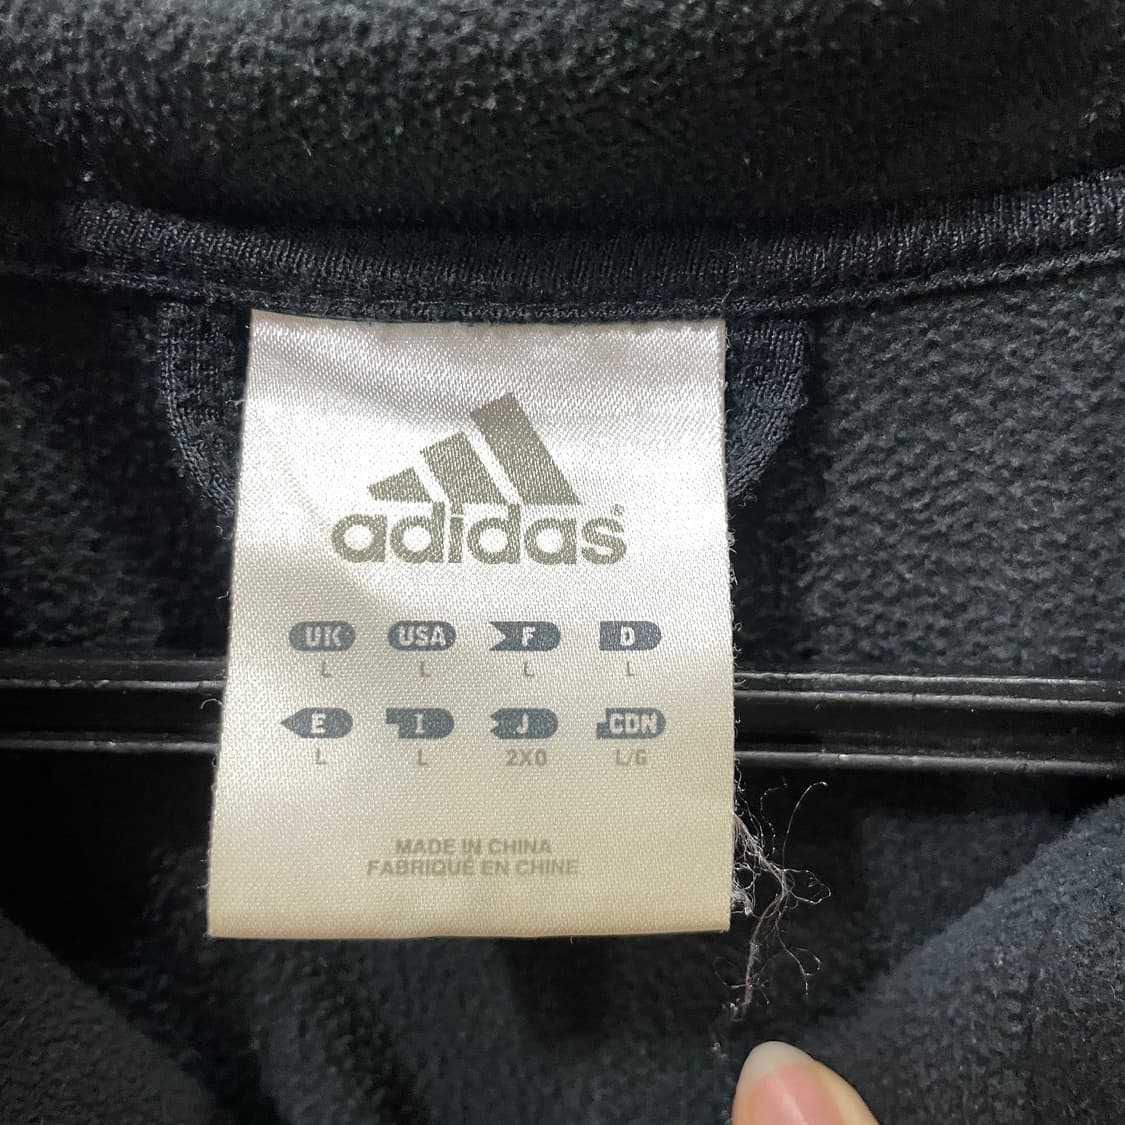 adidas
UK USA F D
L L L L
E I J CDN
L L 2XO L/G
MADE IN CHINA
FABRIQUÉ EN CHINE